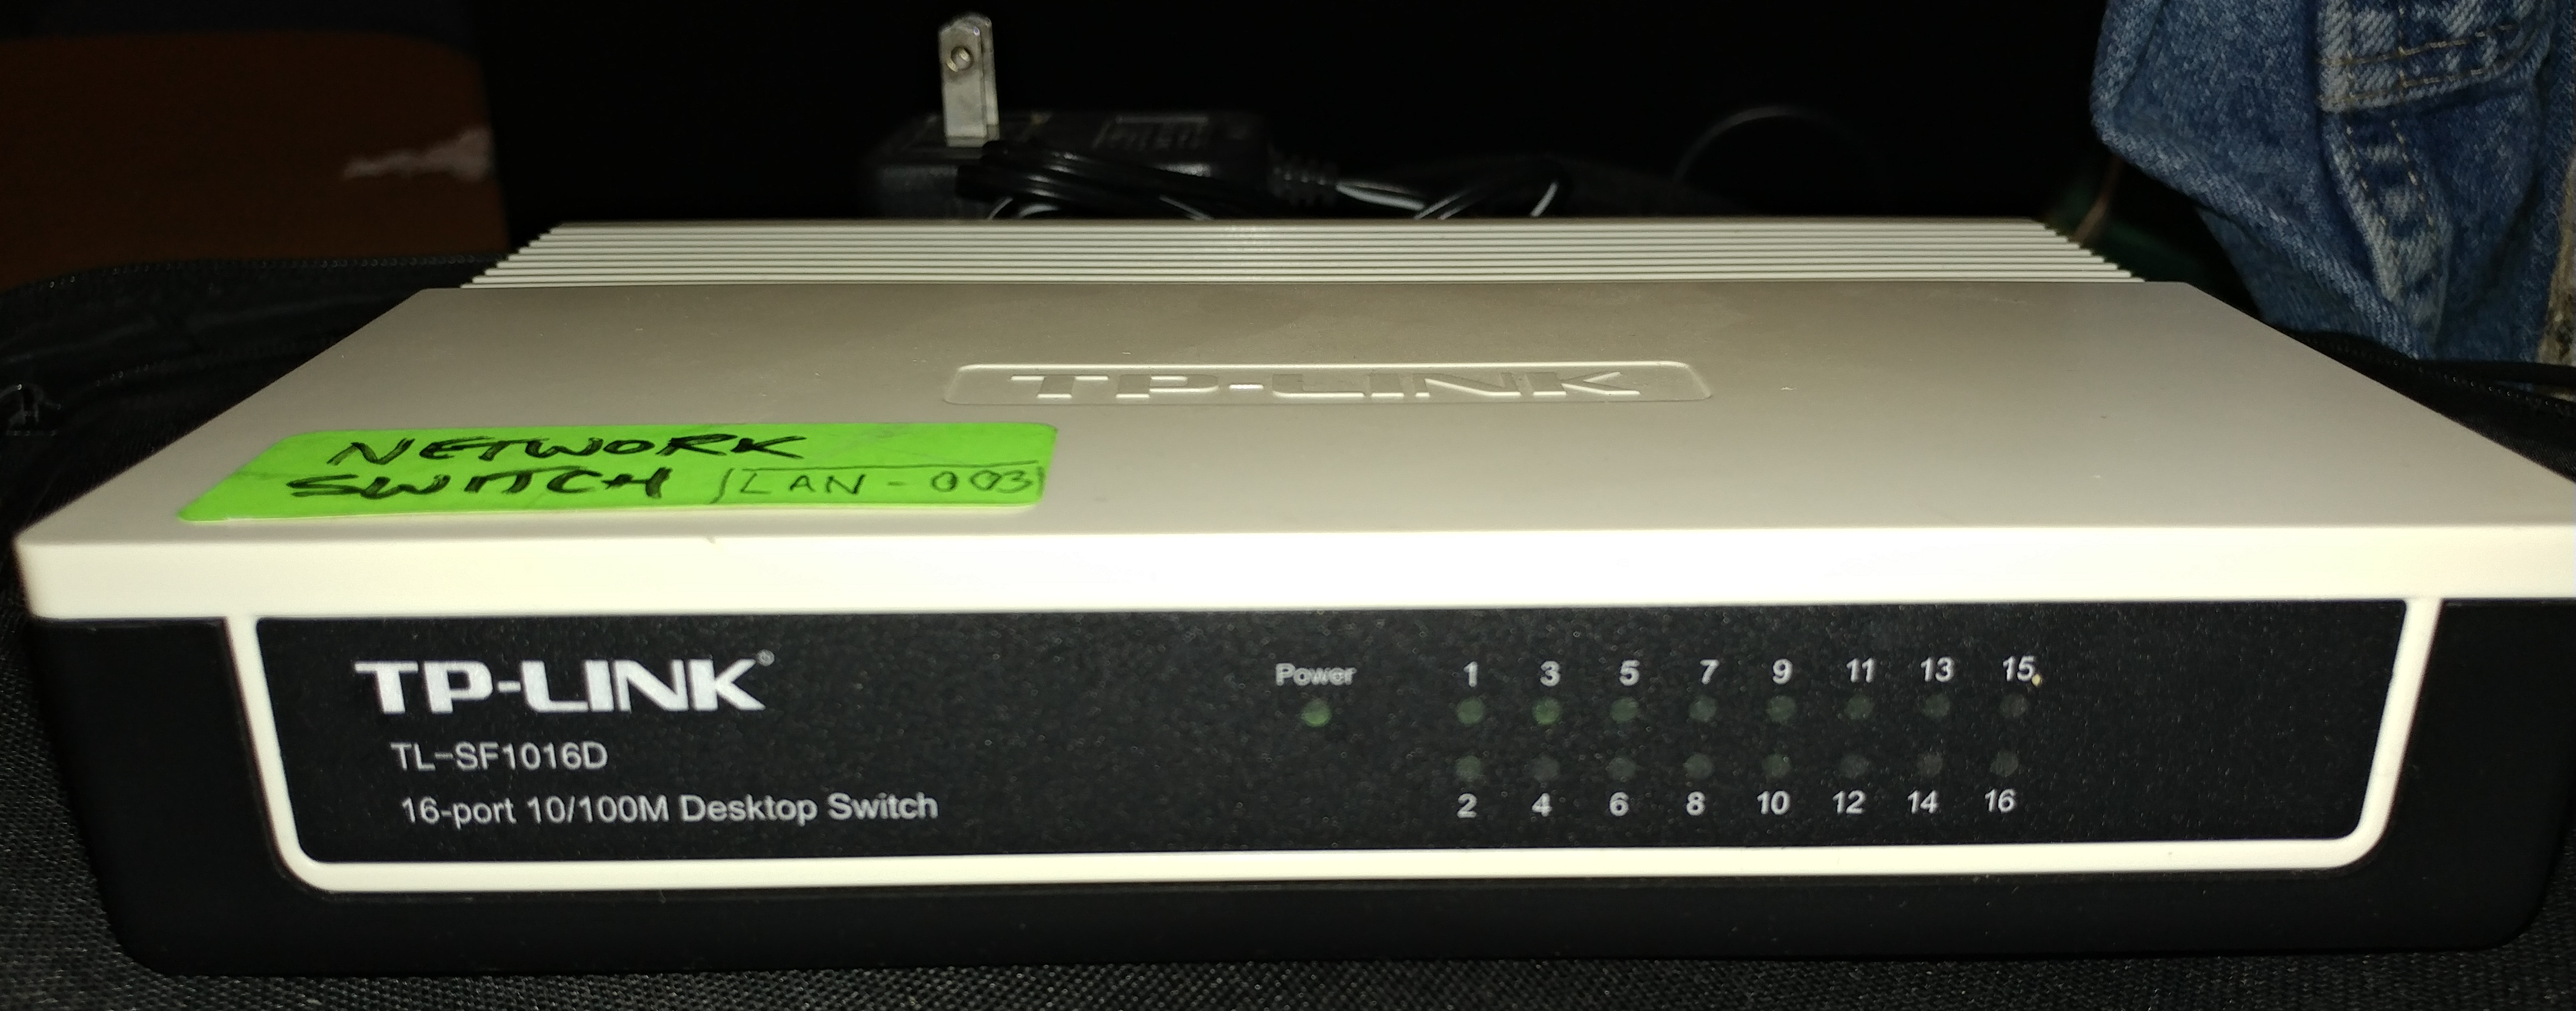 TP-LINK
NETWORK
SWITCH LAN-003
TP-LINK®
TL-SF1016D
16-port 10/100M Desktop Switch
Power
1 3 5 7 9 11 13 15
2 4 6 8 10 12 14 16